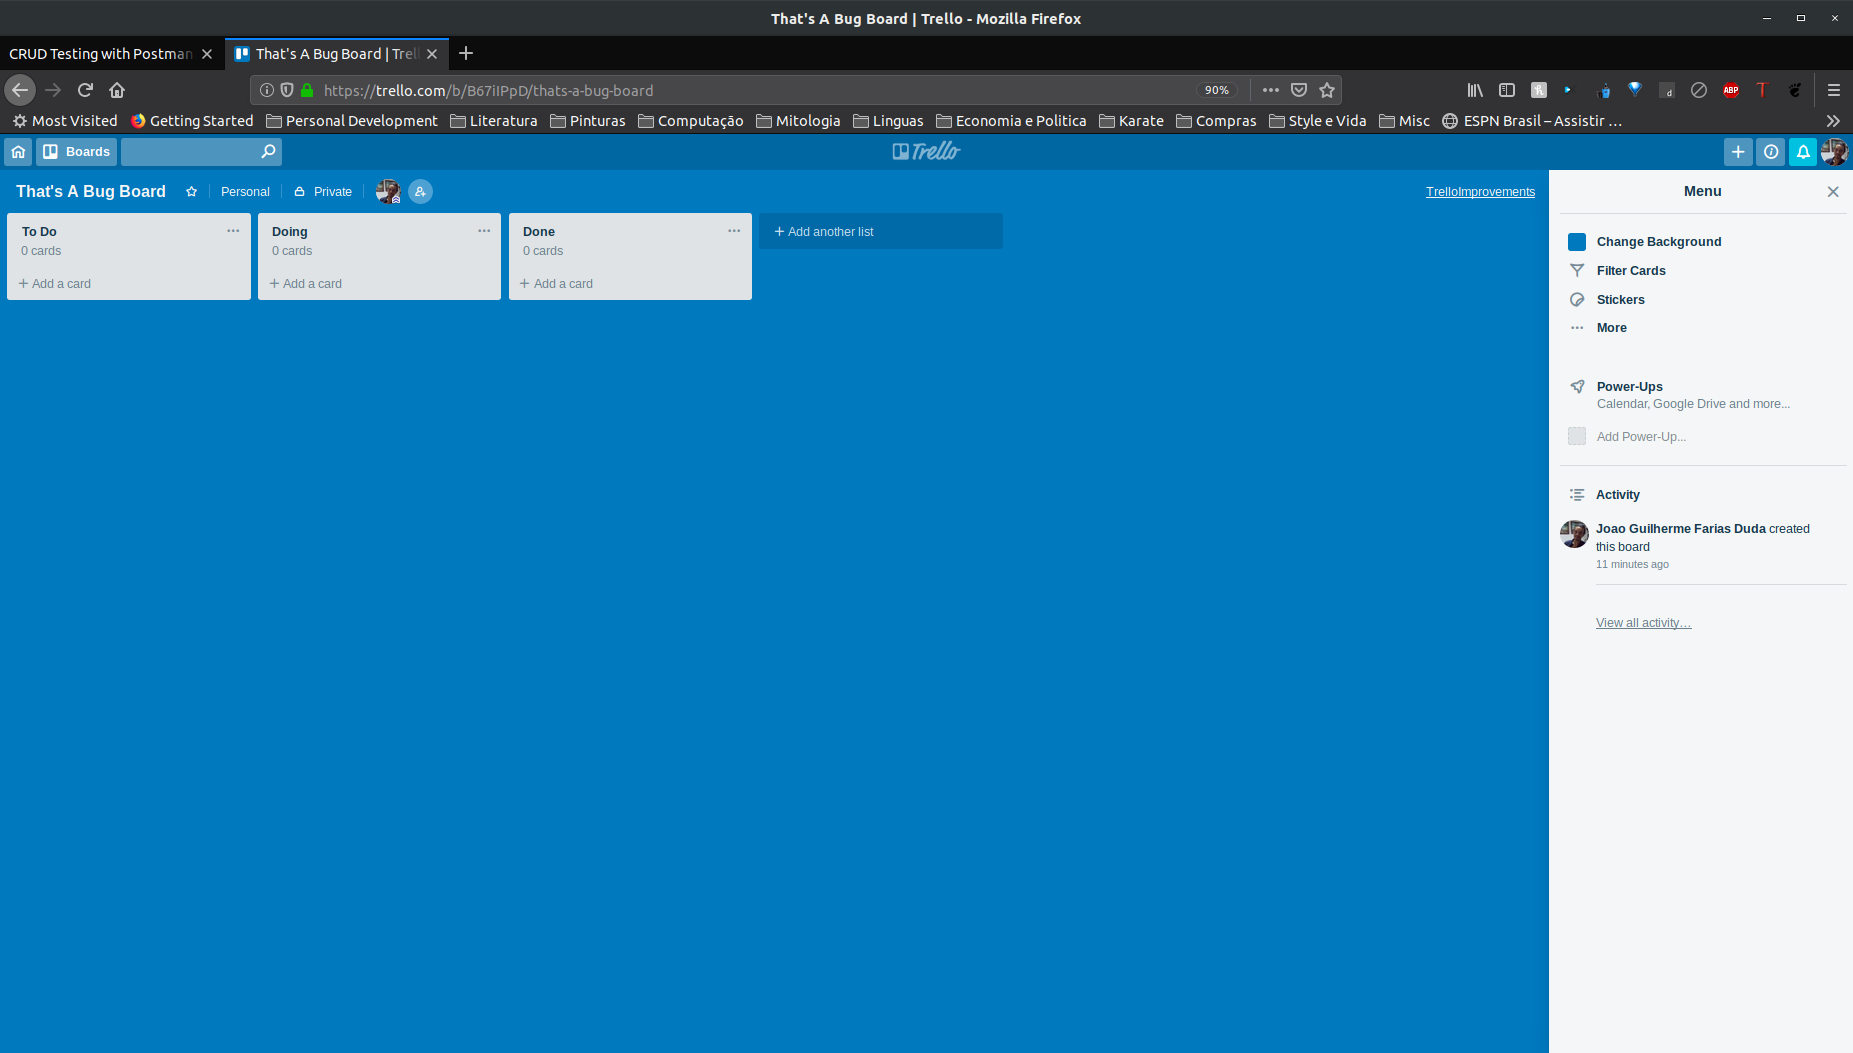 That's A Bug Board | Trello - Mozilla Firefox
CRUD Testing with Postman
That's A Bug Board | Trel
https://trello.com/b/B67iIPpD/thats-a-bug-board
90%
ABP
Most Visited
Getting Started
Personal Development
Literatura
Pinturas
Computação
Mitologia
Linguas
Economia e Politica
Karate
Compras
Style e Vida
Misc
ESPN Brasil – Assistir …
Boards
Trello
That's A Bug Board
Personal
Private
TrelloImprovements
To Do
0 cards
+ Add a card
Doing
0 cards
+ Add a card
Done
0 cards
+ Add a card
+ Add another list
Menu
Change Background
Filter Cards
Stickers
More
Power-Ups
Calendar, Google Drive and more...
Add Power-Up...
Activity
Joao Guilherme Farias Duda created
this board
11 minutes ago
View all activity…